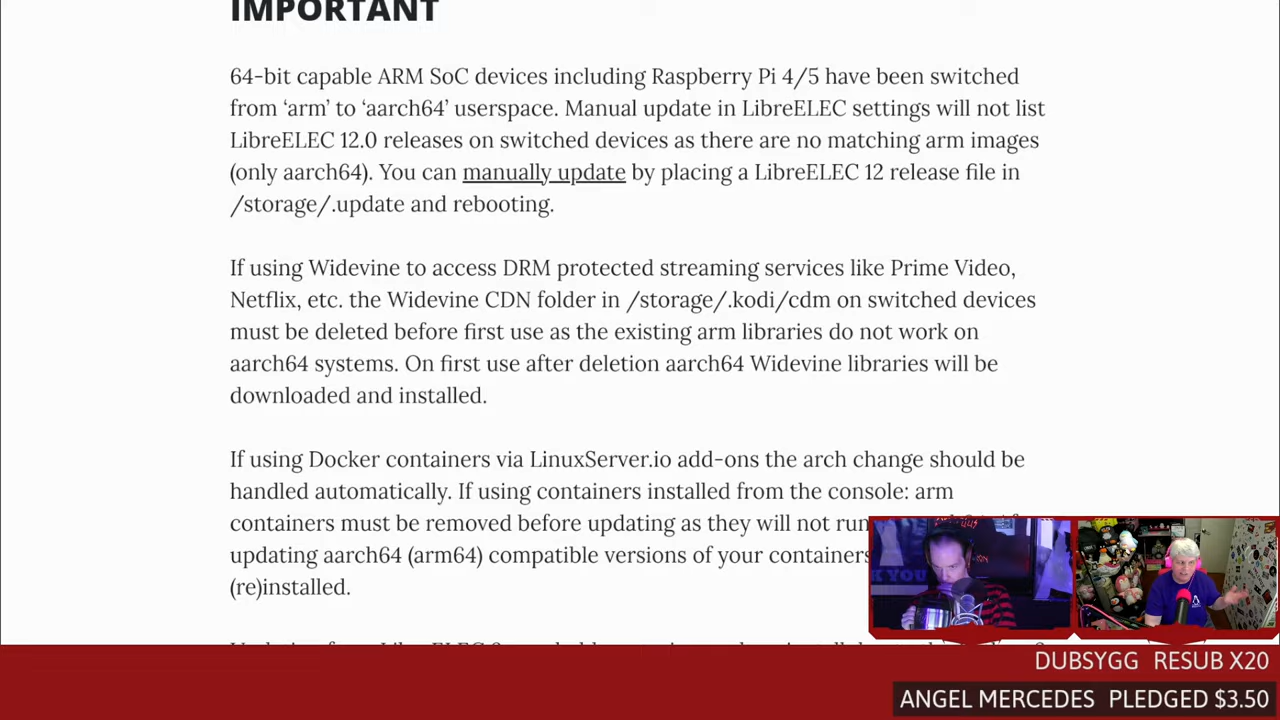 IMPORTANT
64-bit capable ARM SoC devices including Raspberry Pi 4/5 have been switched
from ‘arm’ to ‘aarch64’ userspace. Manual update in LibreELEC settings will not list
LibreELEC 12.0 releases on switched devices as there are no matching arm images
(only aarch64). You can manually update by placing a LibreELEC 12 release file in
/storage/.update and rebooting.
If using Widevine to access DRM protected streaming services like Prime Video,
Netflix, etc. the Widevine CDN folder in /storage/.kodi/cdm on switched devices
must be deleted before first use as the existing arm libraries do not work on
aarch64 systems. On first use after deletion aarch64 Widevine libraries will be
downloaded and installed.
If using Docker containers via LinuxServer.io add-ons the arch change should be
handled automatically. If using containers installed from the console: arm
containers must be removed before updating as they will not run
updating aarch64 (arm64) compatible versions of your containers
(re)installed.
DUBSYGG RESUB X20
ANGEL MERCEDES PLEDGED $3.50